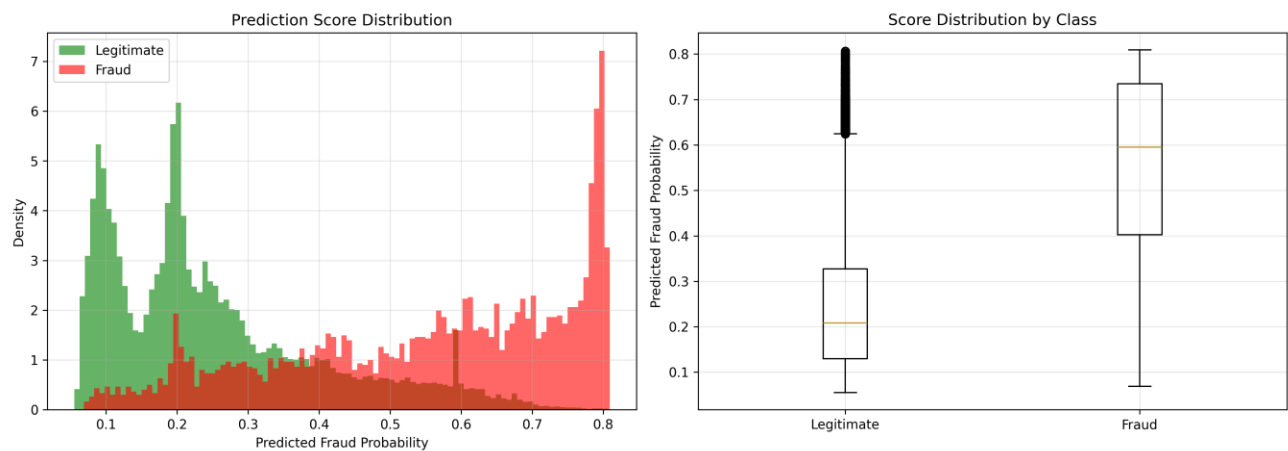 Prediction Score Distribution
Legitimate
Fraud
7
6
5
4
3
2
1
0
Density
0.1 0.2 0.3 0.4 0.5 0.6 0.7 0.8
Predicted Fraud Probability
Score Distribution by Class
0.8
0.7
0.6
0.5
0.4
0.3
0.2
0.1
Predicted Fraud Probability
Legitimate Fraud